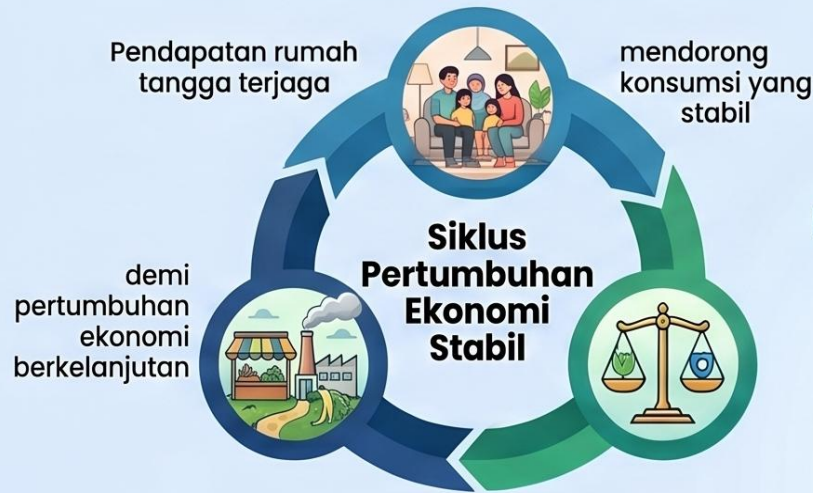 Pendapatan rumah
tangga terjaga
mendorong
konsumsi yang
stabil
Siklus
Pertumbuhan
Ekonomi
Stabil
demi
pertumbuhan
ekonomi
berkelanjutan